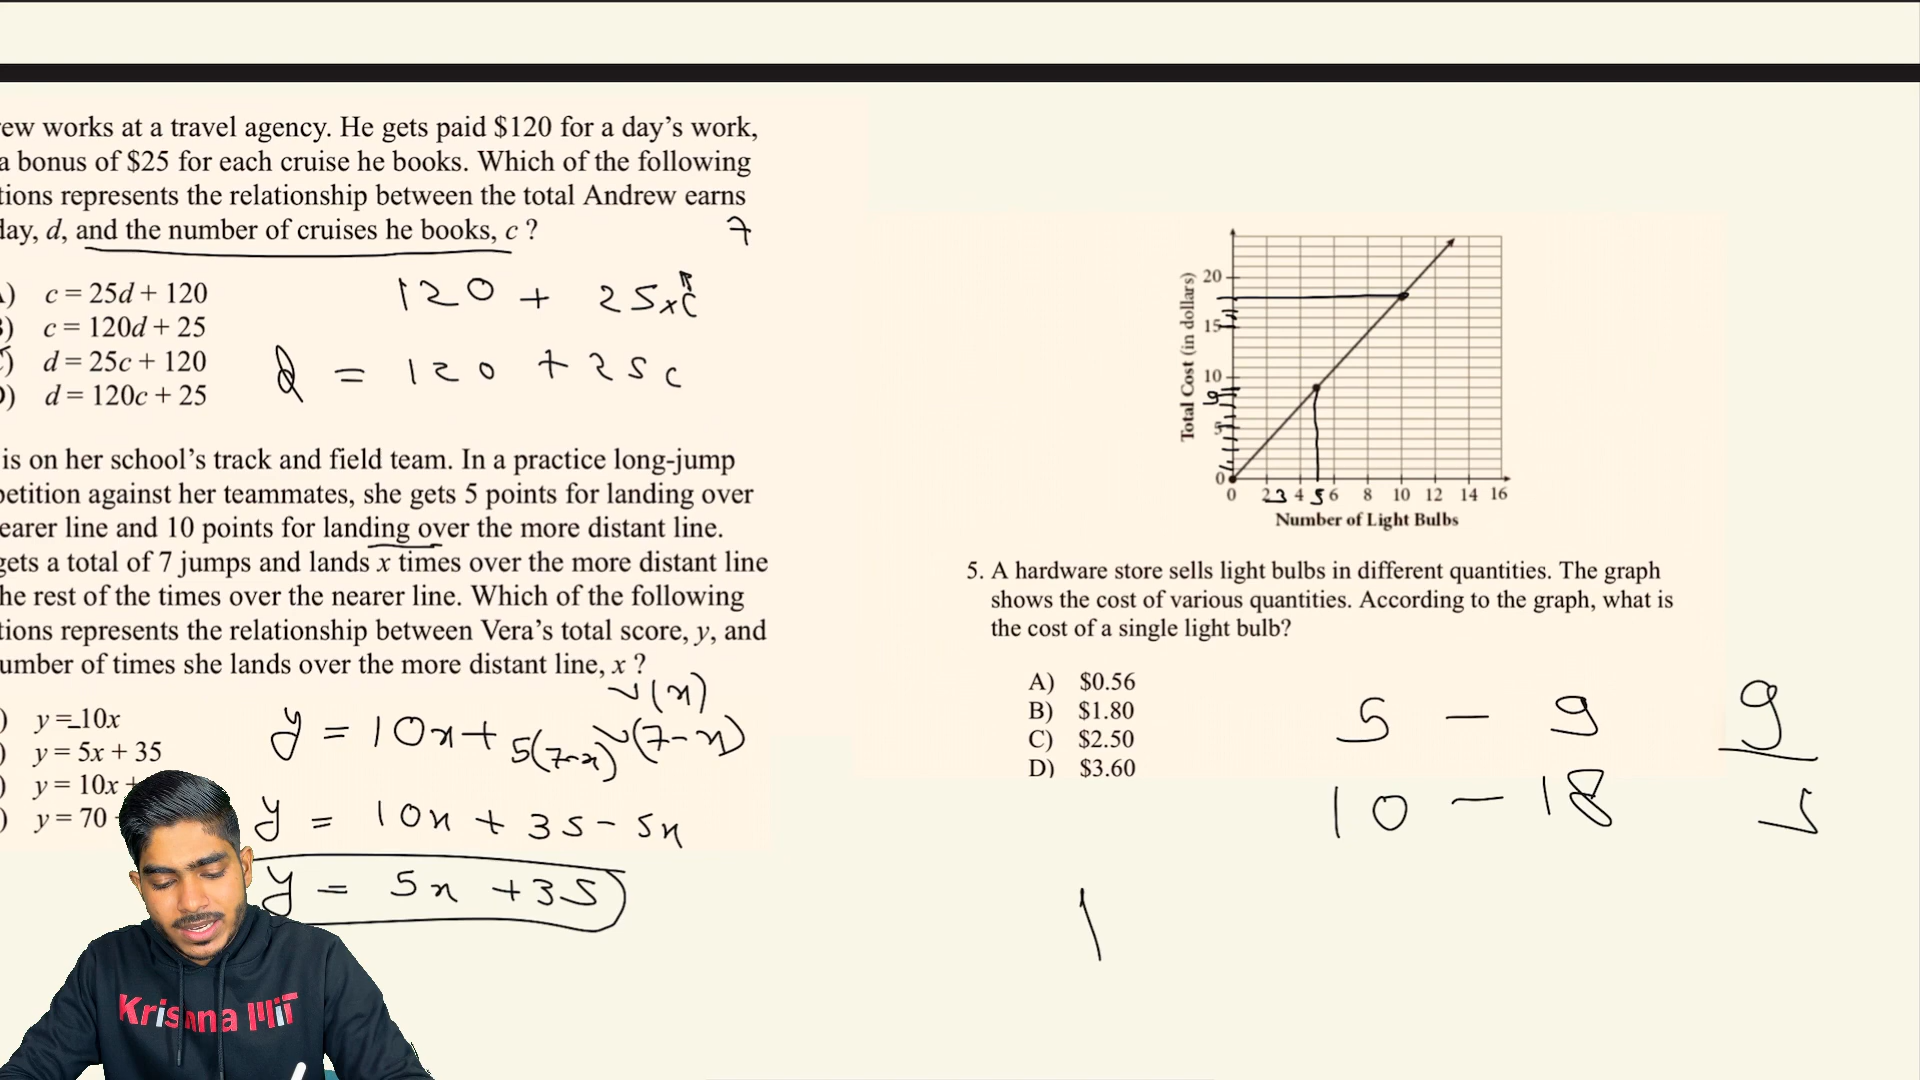 ew works at a travel agency. He gets paid $120 for a day's work,
a bonus of $25 for each cruise he books. Which of the following
tions represents the relationship between the total Andrew earns
day, d, and the number of cruises he books, c ?
7
) c = 25d + 120
) c = 120d + 25
) d = 25c + 120
) d = 120c + 25
120 + 25xc
d = 120 + 25c
is on her school's track and field team. In a practice long-jump
petition against her teammates, she gets 5 points for landing over
earer line and 10 points for landing over the more distant line.
gets a total of 7 jumps and lands x times over the more distant line
he rest of the times over the nearer line. Which of the following
tions represents the relationship between Vera's total score, y, and
umber of times she lands over the more distant line, x ?
) y = 10x
) y = 5x + 35
) y = 10x +
) y = 70
(x)
y = 10x + 5(7-x) (7-x)
y = 10x + 35 - 5x
y = 5x + 35
Krishna MIT
Total Cost (in dollars)
20
15
10
9
5
0
0 2 3 4 5 6 8 10 12 14 16
Number of Light Bulbs
5. A hardware store sells light bulbs in different quantities. The graph
shows the cost of various quantities. According to the graph, what is
the cost of a single light bulb?
A) $0.56
B) $1.80
C) $2.50
D) $3.60
5 - 9
10 - 18
9
5
1